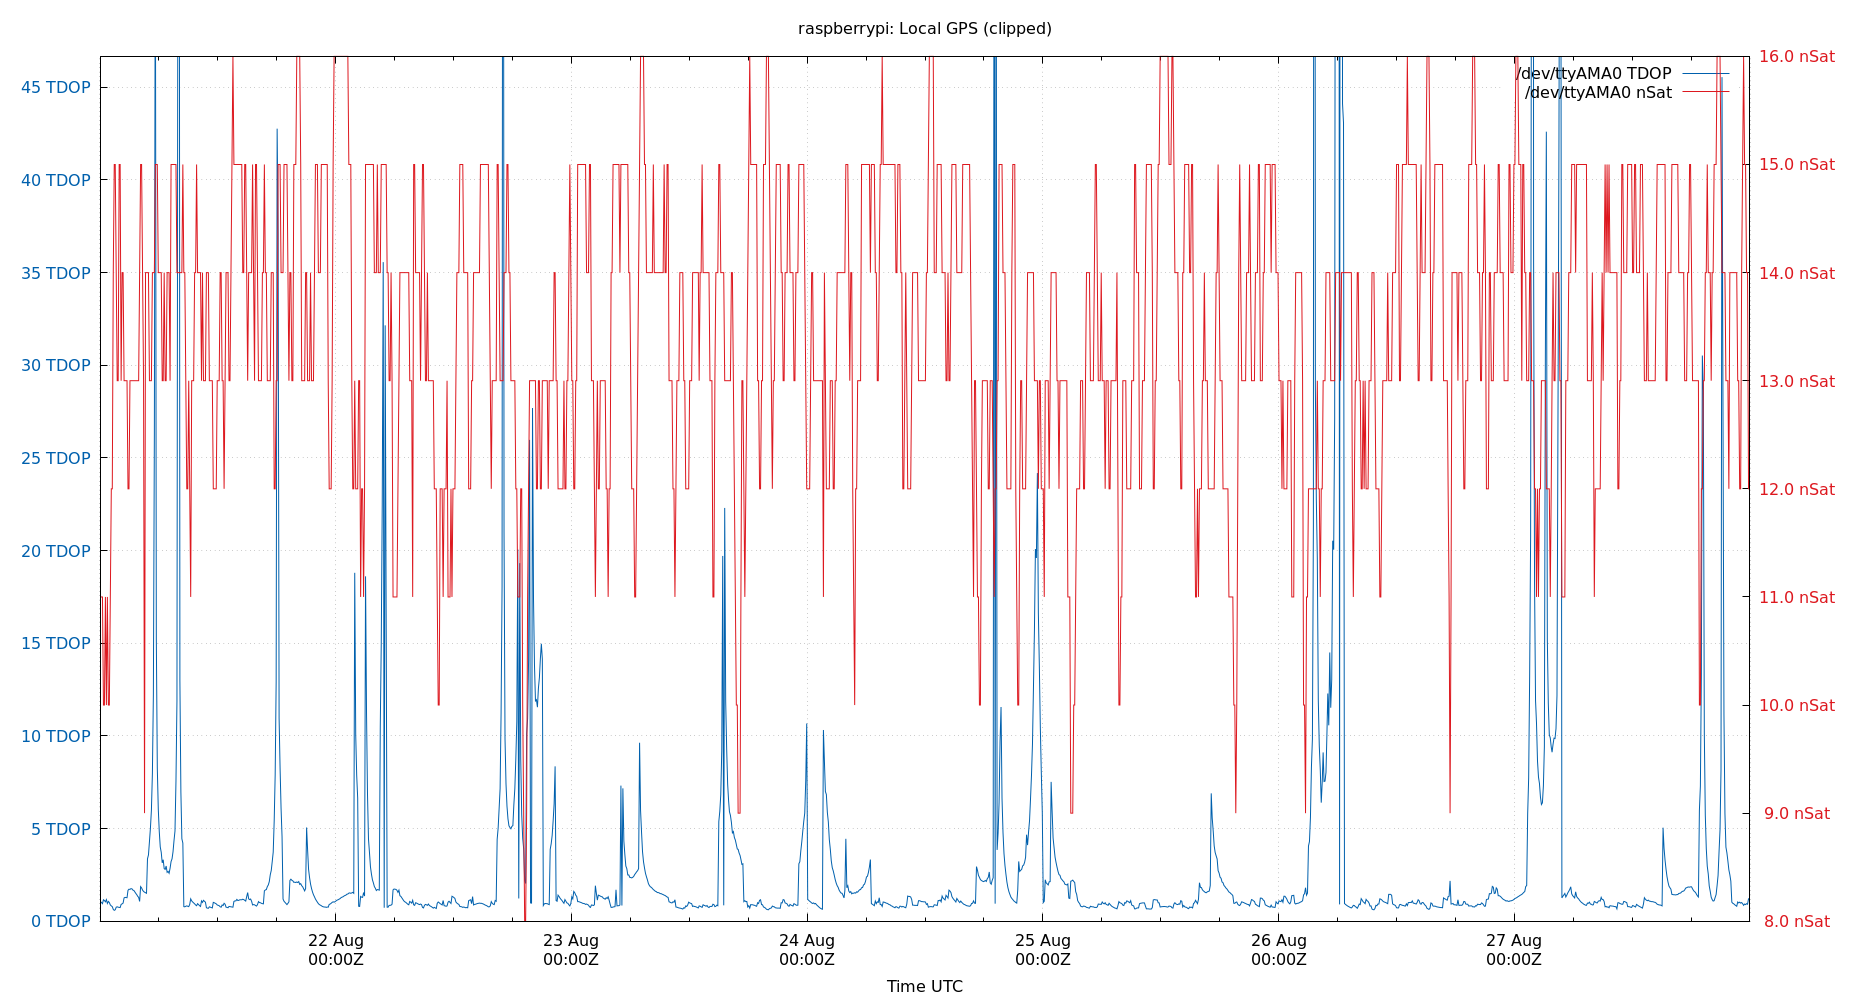 raspberrypi: Local GPS (clipped)
/dev/ttyAMA0 TDOP
/dev/ttyAMA0 nSat
45 TDOP
40 TDOP
35 TDOP
30 TDOP
25 TDOP
20 TDOP
15 TDOP
10 TDOP
5 TDOP
0 TDOP
16.0 nSat
15.0 nSat
14.0 nSat
13.0 nSat
12.0 nSat
11.0 nSat
10.0 nSat
9.0 nSat
8.0 nSat
22 Aug
00:00Z
23 Aug
00:00Z
24 Aug
00:00Z
25 Aug
00:00Z
26 Aug
00:00Z
27 Aug
00:00Z
Time UTC